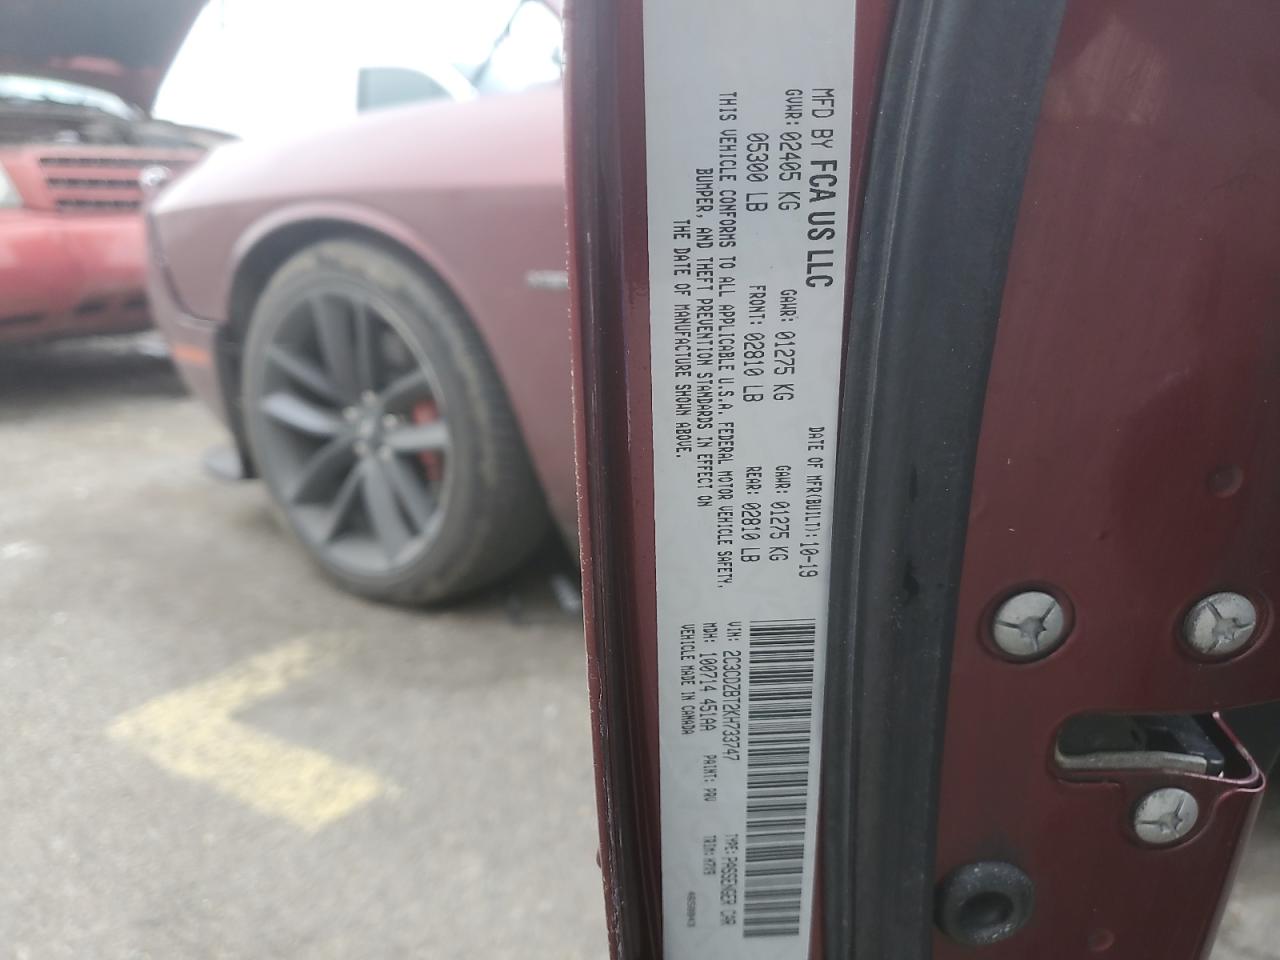 MFD BY FCA US LLC
DATE OF MFR(BUILT): 10-19
GVWR: 02405 KG
GAWR: 01275 KG
GAWR: 01275 KG
05300 LB
FRONT: 02810 LB
REAR: 02810 LB
THIS VEHICLE CONFORMS TO ALL APPLICABLE U.S.A. FEDERAL MOTOR VEHICLE SAFETY,
BUMPER, AND THEFT PREVENTION STANDARDS IN EFFECT ON
THE DATE OF MANUFACTURE SHOWN ABOVE.
VIN: 2C3CDZBT2KH733747
TYPE: PASSENGER CAR
MDH: 100714 451AA
PAINT: PRV
TRIM:
VEHICLE MADE IN CANADA